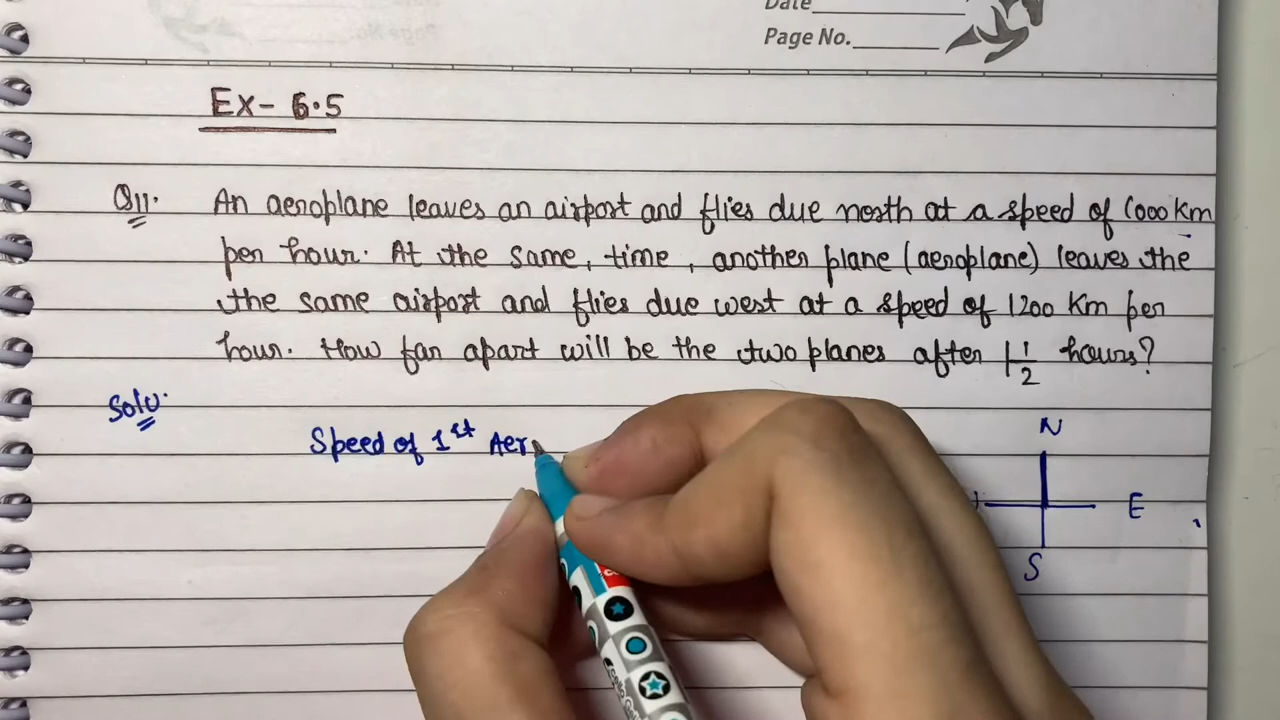 Date
Page No.
Ex- 6.5
Q11. An aeroplane leaves an airport and flies due north at a speed of 1000 Km
per hour. At the same, time, another plane (aeroplane) leaves the
the same airport and flies due west at a speed of 1200 Km per
hour. How far apart will be the two planes after 1 1/2 hours?
Solu.
Speed of 1st Aer
N
E
S